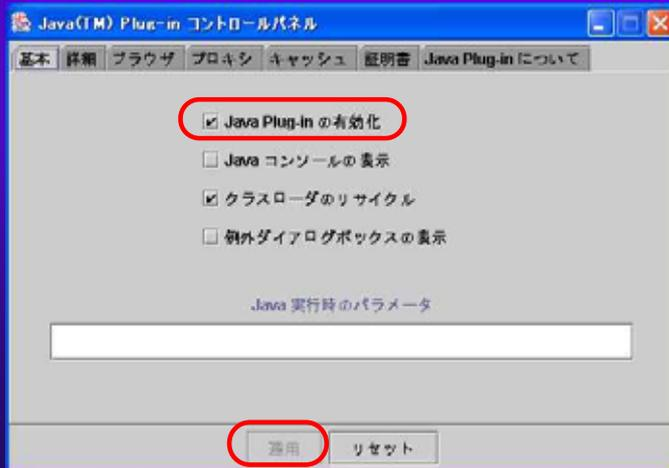 Java(TM) Plug-in コントロールパネル
基本 詳細 ブラウザ プロキシ キャッシュ 証明書 Java Plug-in について
Java Plug-in の有効化
Java コンソールの表示
クラスローダのリサイクル
例外ダイアログボックスの表示
Java 実行時のパラメータ
適用 リセット